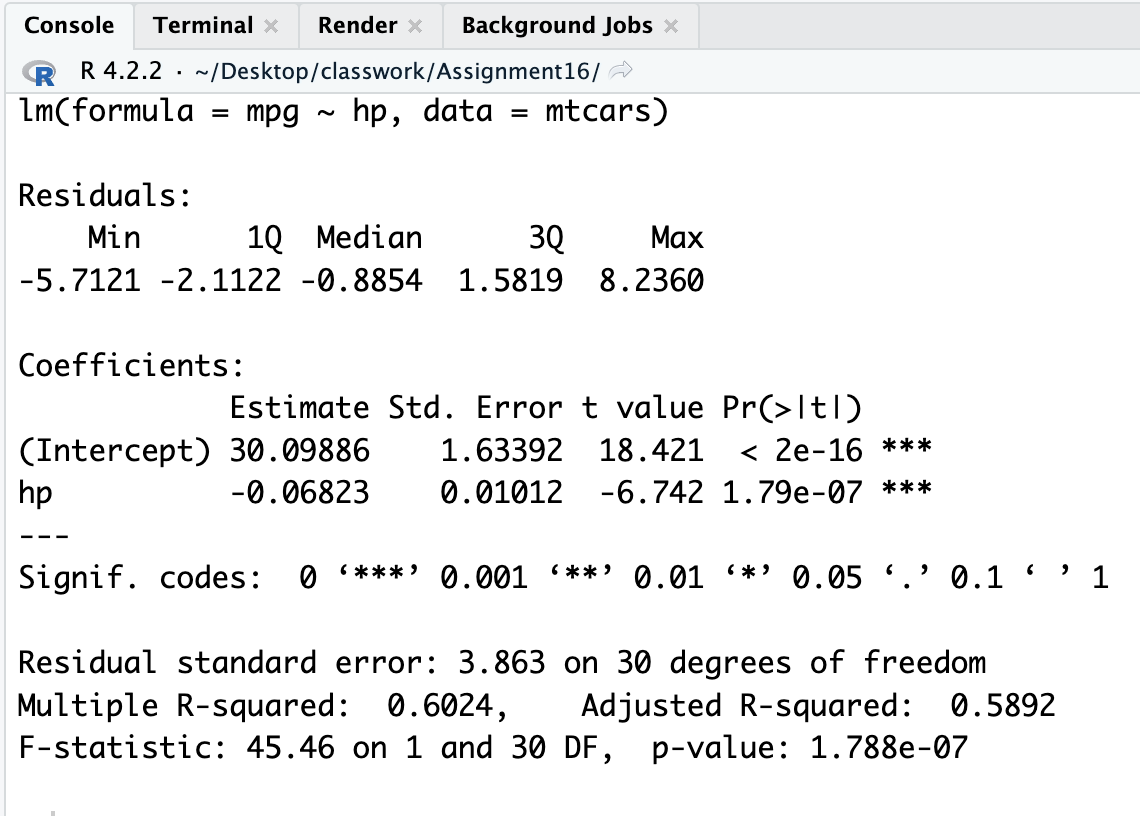 Console Terminal × Render × Background Jobs ×
R R 4.2.2 · ~/Desktop/classwork/Assignment16/
lm(formula = mpg ~ hp, data = mtcars)
Residuals:
    Min      1Q  Median      3Q     Max
-5.7121 -2.1122 -0.8854  1.5819  8.2360
Coefficients:
            Estimate Std. Error t value Pr(>|t|)
(Intercept) 30.09886    1.63392  18.421  < 2e-16 ***
hp          -0.06823    0.01012  -6.742 1.79e-07 ***
---
Signif. codes:  0 ‘***’ 0.001 ‘**’ 0.01 ‘*’ 0.05 ‘.’ 0.1 ‘ ’ 1
Residual standard error: 3.863 on 30 degrees of freedom
Multiple R-squared:  0.6024,    Adjusted R-squared:  0.5892
F-statistic: 45.46 on 1 and 30 DF,  p-value: 1.788e-07